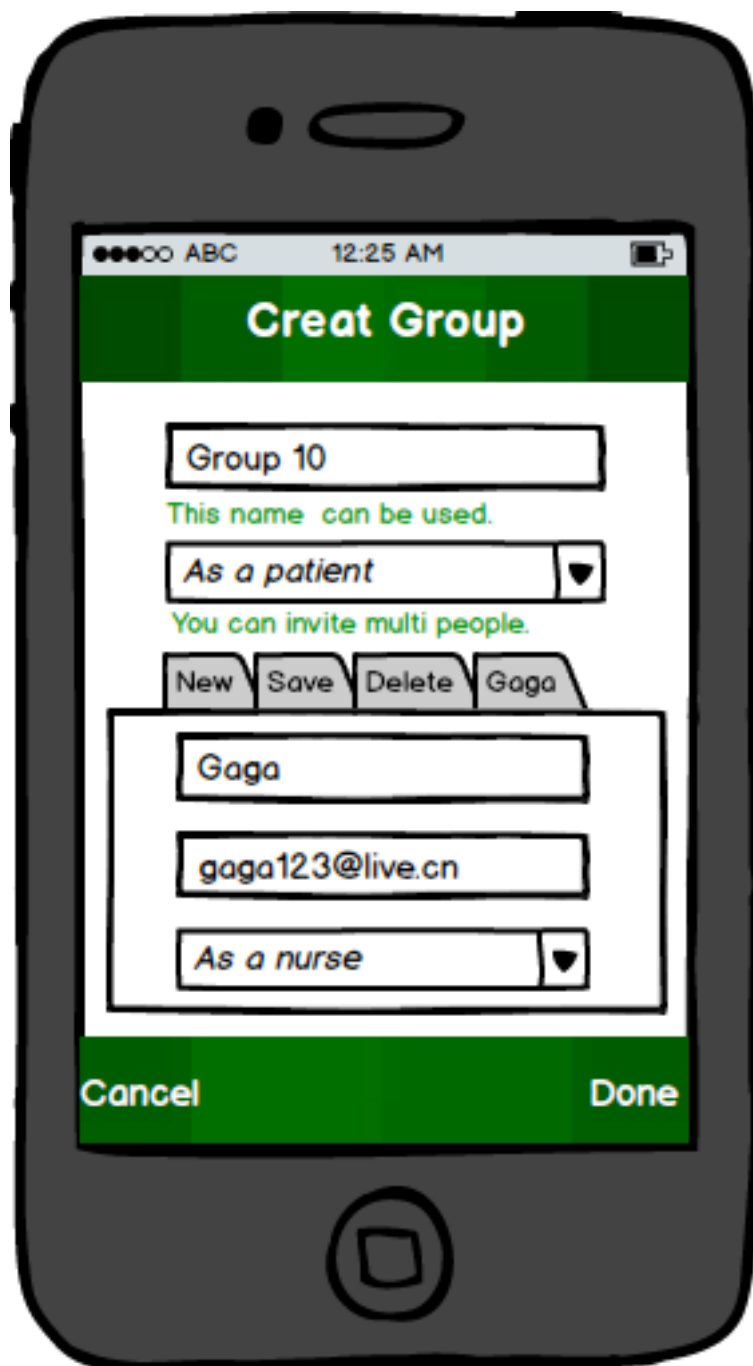 ABC 12:25 AM
Creat Group
Group 10
This name can be used.
As a patient
You can invite multi people.
New Save Delete Gaga
Gaga
gaga123@live.cn
As a nurse
Cancel Done